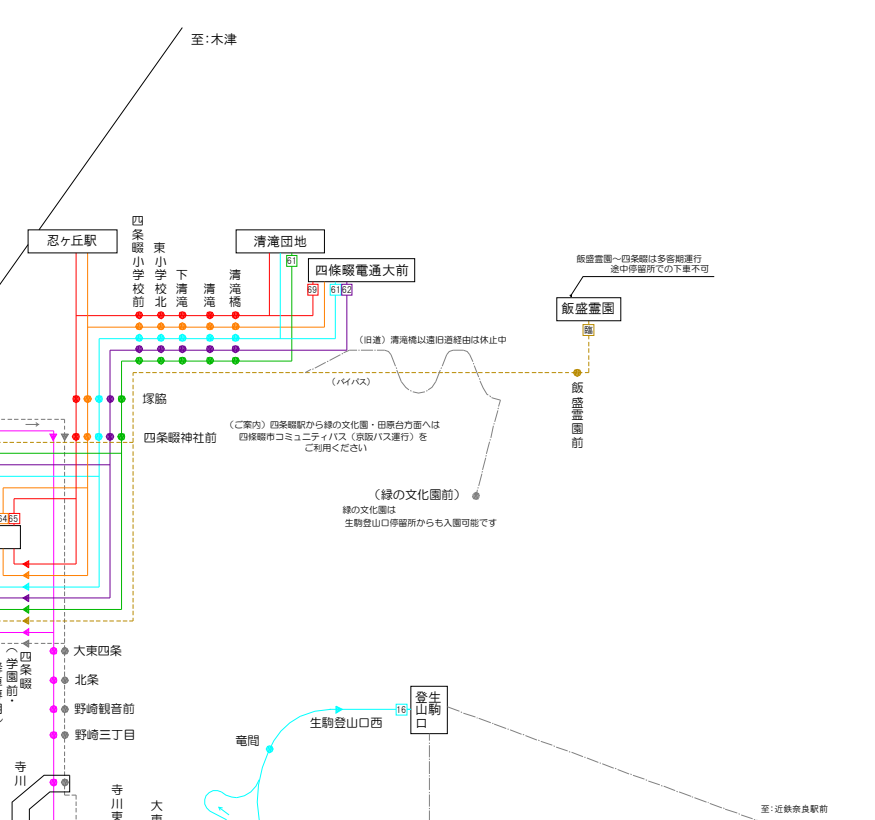 至:木津
忍ヶ丘駅
四条畷小学校前
東小学校北
下清滝
清滝
清滝橋
清滝団地
61
四條畷電通大前
69
61
62
飯盛霊園～四条畷は多客期運行
途中停留所での下車不可
飯盛霊園
臨
飯盛霊園前
(旧道)清滝橋以遠旧道経由は休止中
(バイパス)
塚脇
→
四条畷神社前
(ご案内)四条畷駅から緑の文化園・田原台方面へは
四條畷市コミュニティバス(京阪バス運行)を
ご利用ください
(緑の文化園前)
緑の文化園は
生駒登山口停留所からも入園可能です
64
65
四条畷
(学園前・
大東四条
北条
野崎観音前
野崎三丁目
寺川
寺川東
大東
竜間
生駒登山口西
16
生駒
登山口
至:近鉄奈良駅前